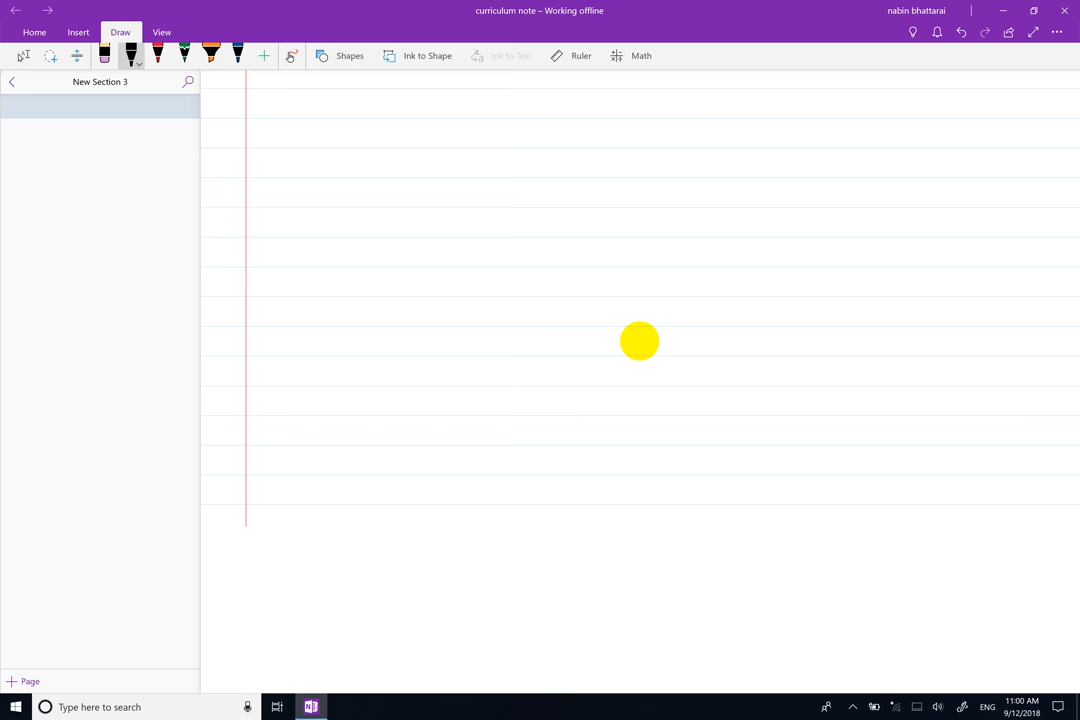 curriculum note – Working offline
nabin bhattarai
Home Insert Draw View
Shapes Ink to Shape Ink to Text Ruler Math
New Section 3
Page
Type here to search
N
ENG
11:00 AM
9/12/2018